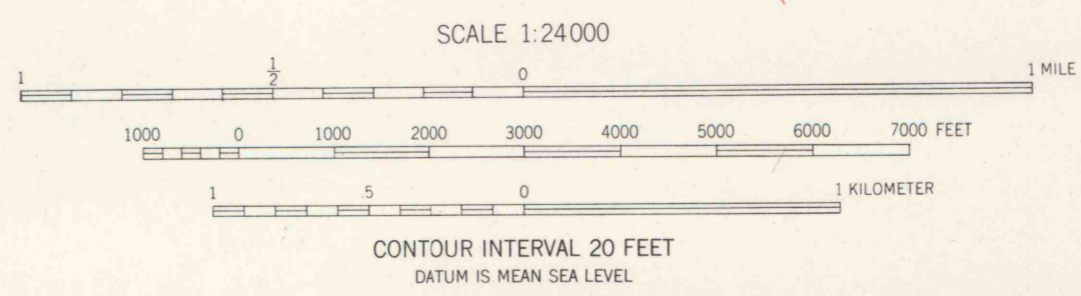 SCALE 1:24000
1 1/2 0 1 MILE
1000 0 1000 2000 3000 4000 5000 6000 7000 FEET
1 .5 0 1 KILOMETER
CONTOUR INTERVAL 20 FEET
DATUM IS MEAN SEA LEVEL